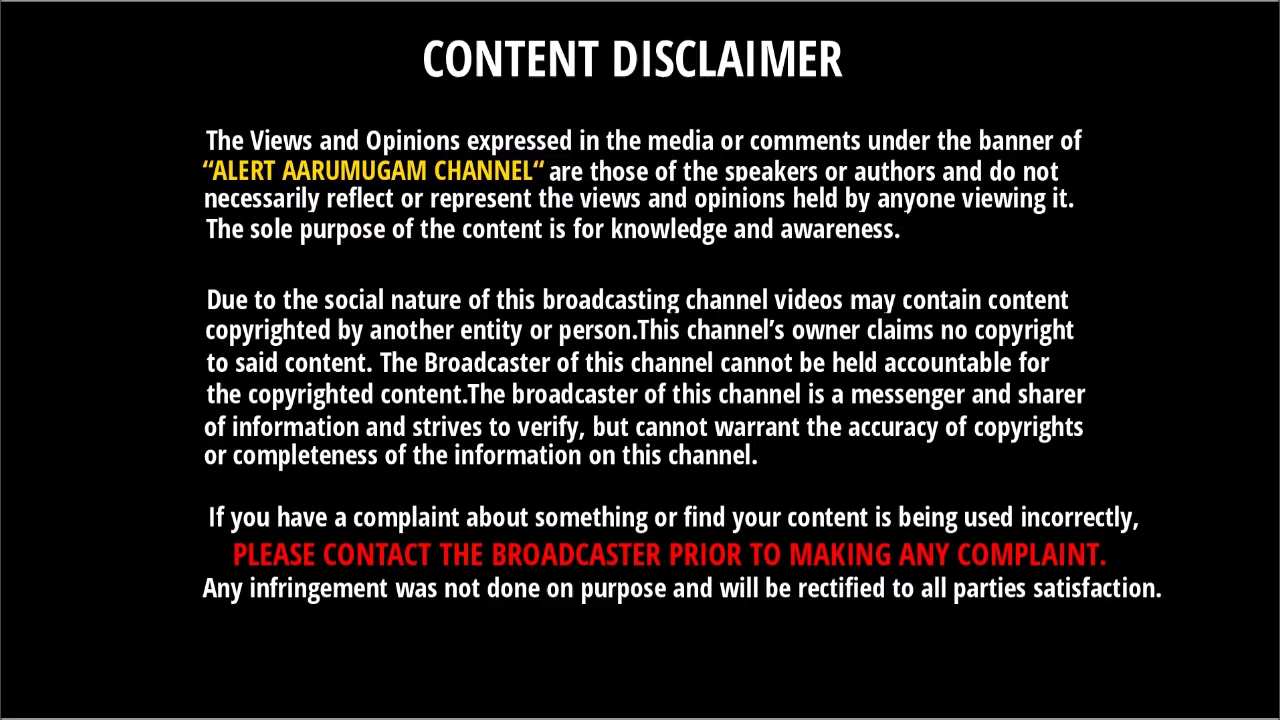 CONTENT DISCLAIMER
The Views and Opinions expressed in the media or comments under the banner of
“ALERT AARUMUGAM CHANNEL“ are those of the speakers or authors and do not
necessarily reflect or represent the views and opinions held by anyone viewing it.
The sole purpose of the content is for knowledge and awareness.
Due to the social nature of this broadcasting channel videos may contain content
copyrighted by another entity or person.This channel’s owner claims no copyright
to said content. The Broadcaster of this channel cannot be held accountable for
the copyrighted content.The broadcaster of this channel is a messenger and sharer
of information and strives to verify, but cannot warrant the accuracy of copyrights
or completeness of the information on this channel.
If you have a complaint about something or find your content is being used incorrectly,
PLEASE CONTACT THE BROADCASTER PRIOR TO MAKING ANY COMPLAINT.
Any infringement was not done on purpose and will be rectified to all parties satisfaction.